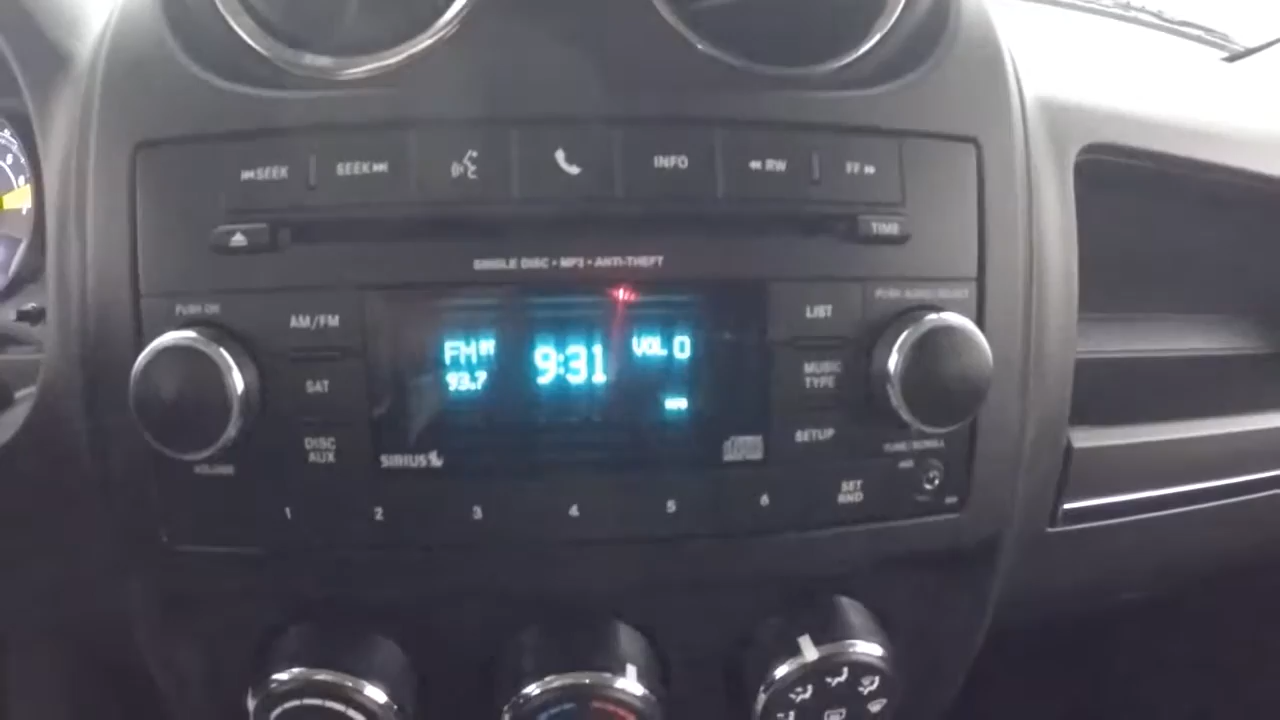 SEEK
SEEK
INFO
RW
FF
TIME
SINGLE DISC • MP3 • ANTI-THEFT
PUSH ON
AM/FM
LIST
PUSH AUDIO/SELECT
FM
93.7
9:31
VOL 0
SAT
MUSIC
TYPE
DISC
AUX
SETUP
SIRIUS
TUNE/SCROLL
VOLUME
1
2
3
4
5
6
SET
RND